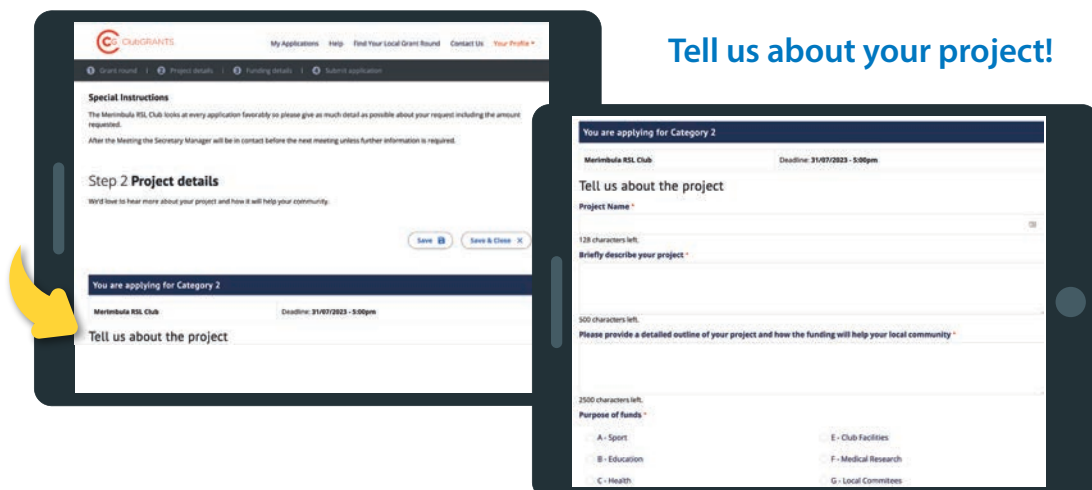 Tell us about your project!
CG CLUBGRANTS
My Applications Help Find Your Local Grant Round Contact Us Your Profile
1 Grant round | 2 Project details | 3 Funding details | 4 Submit application
Special Instructions
The Merimbula RSL Club looks at every application favorably so please give as much detail as possible about your request including the amount
requested.
After the Meeting the Secretary Manager will be in contact before the next meeting unless further information is required.
Step 2 Project details
We'd love to hear more about your project and how it will help your community.
Save Save & Close X
You are applying for Category 2
Merimbula RSL Club Deadline: 31/07/2023 - 5:00pm
Tell us about the project
You are applying for Category 2
Merimbula RSL Club Deadline: 31/07/2023 - 5:00pm
Tell us about the project
Project Name *
128 characters left.
Briefly describe your project *
500 characters left.
Please provide a detailed outline of your project and how the funding will help your local community *
2500 characters left.
Purpose of funds *
A - Sport E - Club Facilities
B - Education F - Medical Research
C - Health G - Local Commitees